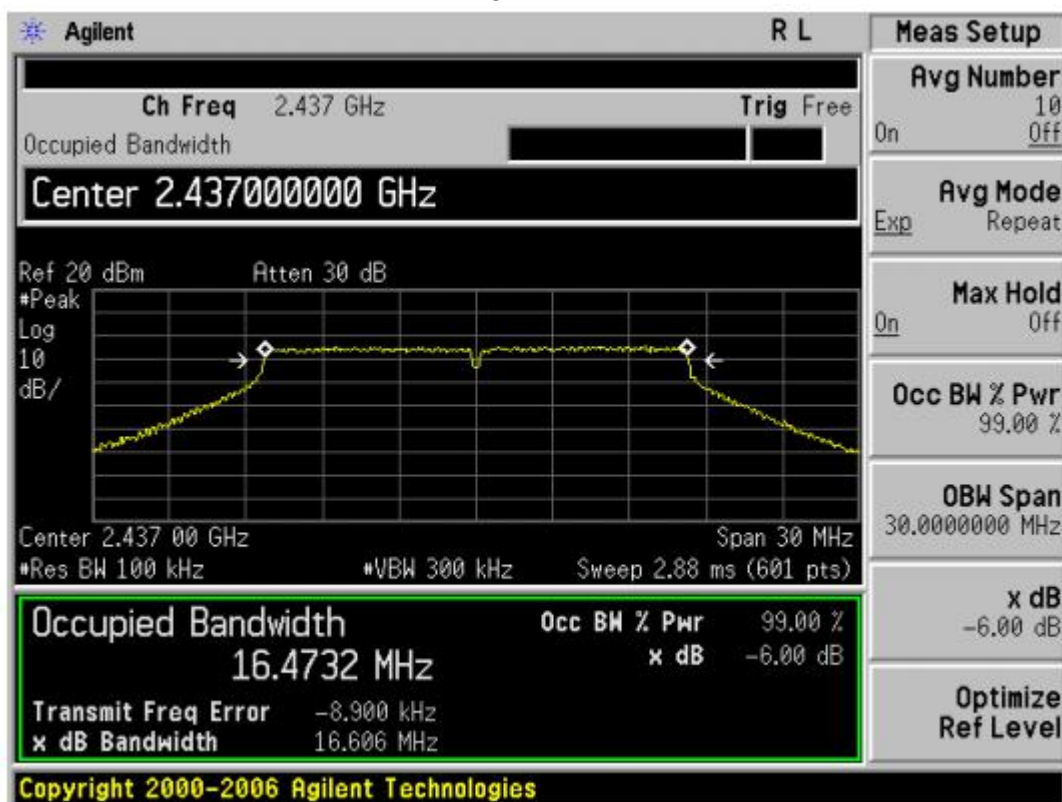 Agilent R L
Meas Setup
Ch Freq 2.437 GHz Trig Free
Occupied Bandwidth
Center 2.437000000 GHz
Ref 20 dBm Atten 30 dB
#Peak
Log
10
dB/
Center 2.437 00 GHz Span 30 MHz
#Res BW 100 kHz #VBW 300 kHz Sweep 2.88 ms (601 pts)
Occupied Bandwidth
16.4732 MHz
Occ BW % Pwr 99.00 %
x dB -6.00 dB
Transmit Freq Error -8.900 kHz
x dB Bandwidth 16.606 MHz
Avg Number
10
On Off
Avg Mode
Exp Repeat
Max Hold
On Off
Occ BW % Pwr
99.00 %
OBW Span
30.0000000 MHz
x dB
-6.00 dB
Optimize
Ref Level
Copyright 2000-2006 Agilent Technologies